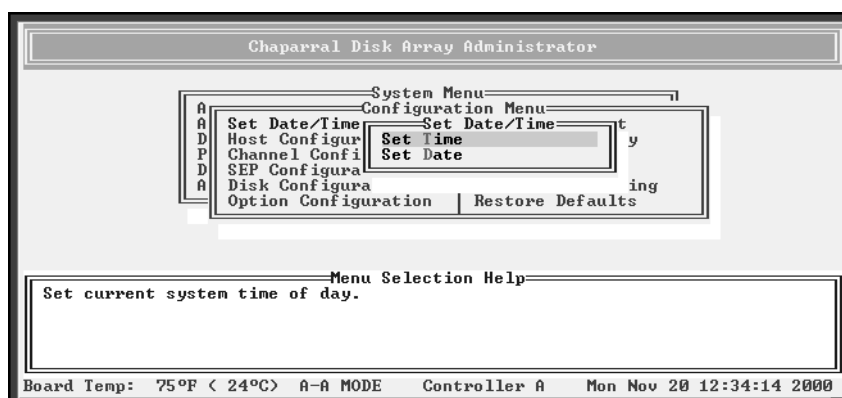 Chaparral Disk Array Administrator
System Menu
A Configuration Menu
A Set Date/Time Set Date/Time t
D Host Configur Set Time y
P Channel Confi Set Date
D SEP Configura
A Disk Configura ing
Option Configuration | Restore Defaults
Menu Selection Help
Set current system time of day.
Board Temp: 75°F ( 24°C) A-A MODE Controller A Mon Nov 20 12:34:14 2000